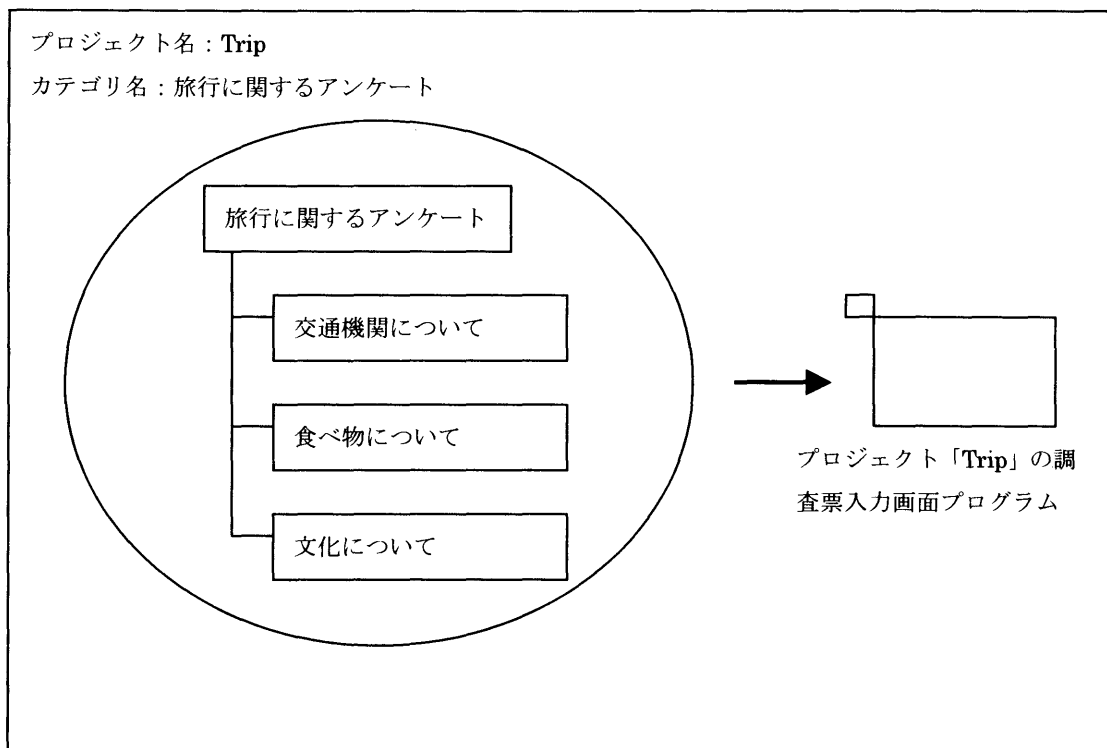 プロジェクト名:Trip
カテゴリ名:旅行に関するアンケート
旅行に関するアンケート
交通機関について
食べ物について
文化について
プロジェクト「Trip」の調
査票入力画面プログラム